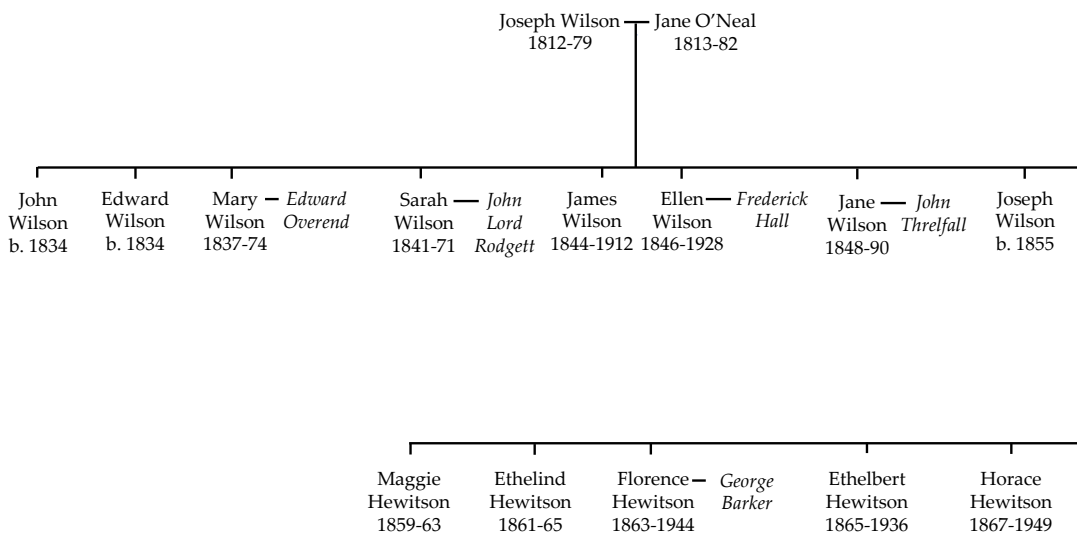 Joseph Wilson Jane O'Neal
1812-79 1813-82
John
Wilson
b. 1834
Edward
Wilson
b. 1834
Mary
Wilson
1837-74
Edward
Overend
Sarah
Wilson
1841-71
John
Lord
Rodgett
James
Wilson
1844-1912
Ellen
Wilson
1846-1928
Frederick
Hall
Jane
Wilson
1848-90
John
Threlfall
Joseph
Wilson
b. 1855
Maggie
Hewitson
1859-63
Ethelind
Hewitson
1861-65
Florence
Hewitson
1863-1944
George
Barker
Ethelbert
Hewitson
1865-1936
Horace
Hewitson
1867-1949